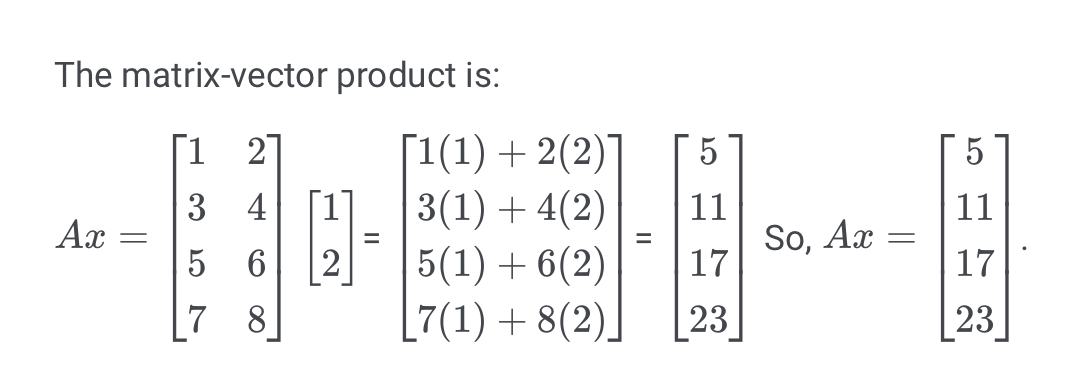 The matrix-vector product is:
Ax = [1 2; 3 4; 5 6; 7 8] [1; 2] = [1(1) + 2(2); 3(1) + 4(2); 5(1) + 6(2); 7(1) + 8(2)] = [5; 11; 17; 23] So, Ax = [5; 11; 17; 23].